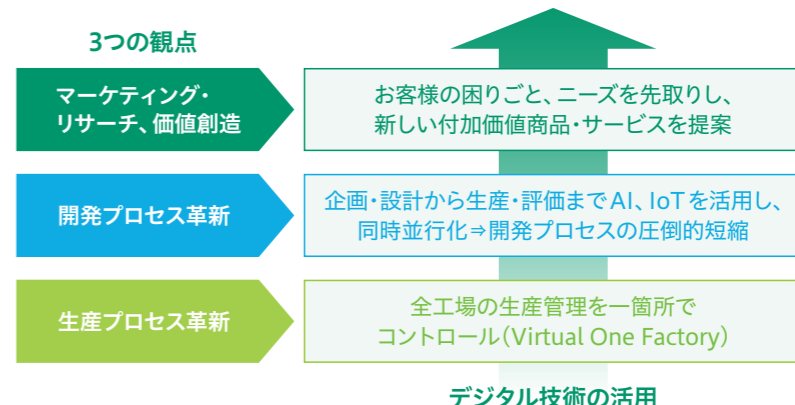 3つの観点
マーケティング・
リサーチ、価値創造
お客様の困りごと、ニーズを先取りし、
新しい付加価値商品・サービスを提案
開発プロセス革新
企画・設計から生産・評価までAI、IoTを活用し、
同時並行化⇒開発プロセスの圧倒的短縮
生産プロセス革新
全工場の生産管理を一箇所で
コントロール(Virtual One Factory)
デジタル技術の活用